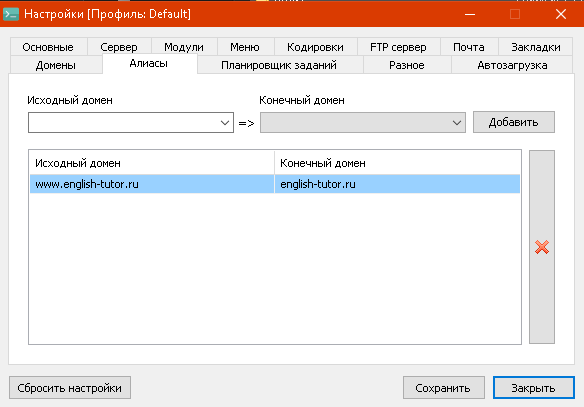 Настройки [Профиль: Default]
Основные Сервер Модули Меню Кодировки FTP сервер Почта Закладки
Домены Алиасы Планировщик заданий Разное Автозагрузка
Исходный домен Конечный домен
=> Добавить
Исходный домен Конечный домен
www.english-tutor.ru english-tutor.ru
Сбросить настройки Сохранить Закрыть